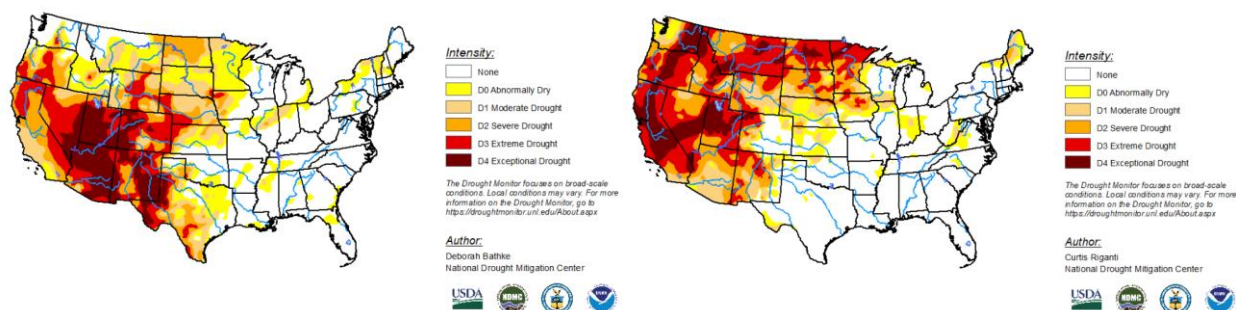 Intensity:
None
D0 Abnormally Dry
D1 Moderate Drought
D2 Severe Drought
D3 Extreme Drought
D4 Exceptional Drought
The Drought Monitor focuses on broad-scale
conditions. Local conditions may vary. For more
information on the Drought Monitor, go to
https://droughtmonitor.unl.edu/About.aspx
Author:
Deborah Bathke
National Drought Mitigation Center
USDA
NDMC
Intensity:
None
D0 Abnormally Dry
D1 Moderate Drought
D2 Severe Drought
D3 Extreme Drought
D4 Exceptional Drought
The Drought Monitor focuses on broad-scale
conditions. Local conditions may vary. For more
information on the Drought Monitor, go to
https://droughtmonitor.unl.edu/About.aspx
Author:
Curtis Riganti
National Drought Mitigation Center
USDA
NDMC